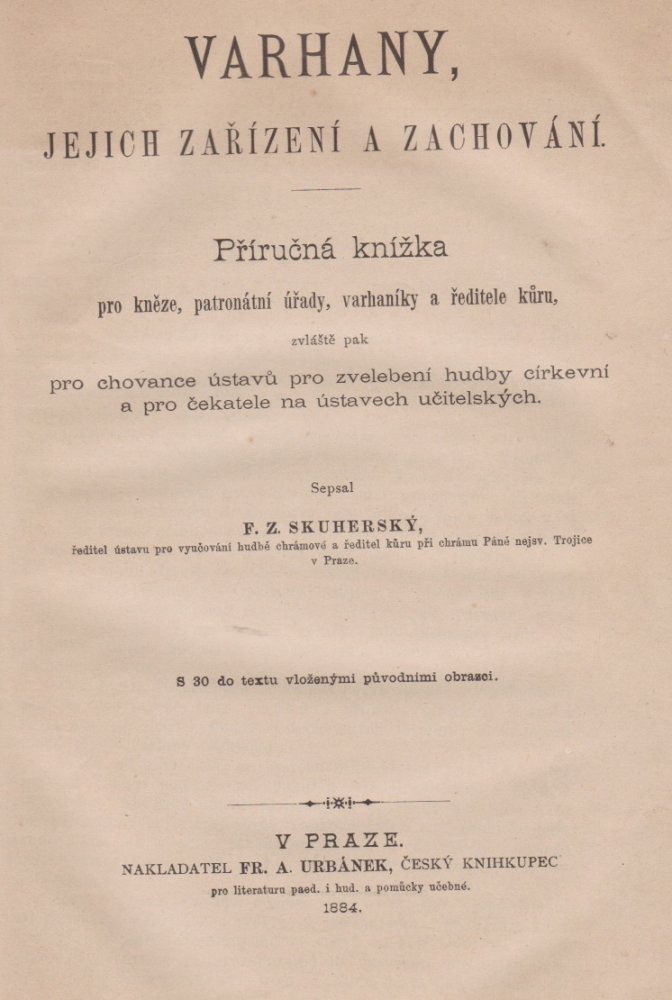 VARHANY,
JEJICH ZAŘÍZENÍ A ZACHOVÁNÍ.
Příručná knížka
pro kněze, patronátní úřady, varhaníky a ředitele kůru,
zvláště pak
pro chovance ústavů pro zvelebení hudby církevní
a pro čekatele na ústavech učitelských.
Sepsal
F. Z. SKUHERSKÝ,
ředitel ústavu pro vyučování hudbě chrámové a ředitel kůru při chrámu Páně nejsv. Trojice
v Praze.
S 30 do textu vloženými původními obrazci.
V PRAZE.
NAKLADATEL FR. A. URBÁNEK, ČESKÝ KNIHKUPEC
pro literaturu paed. i hud. a pomůcky učebné.
1884.